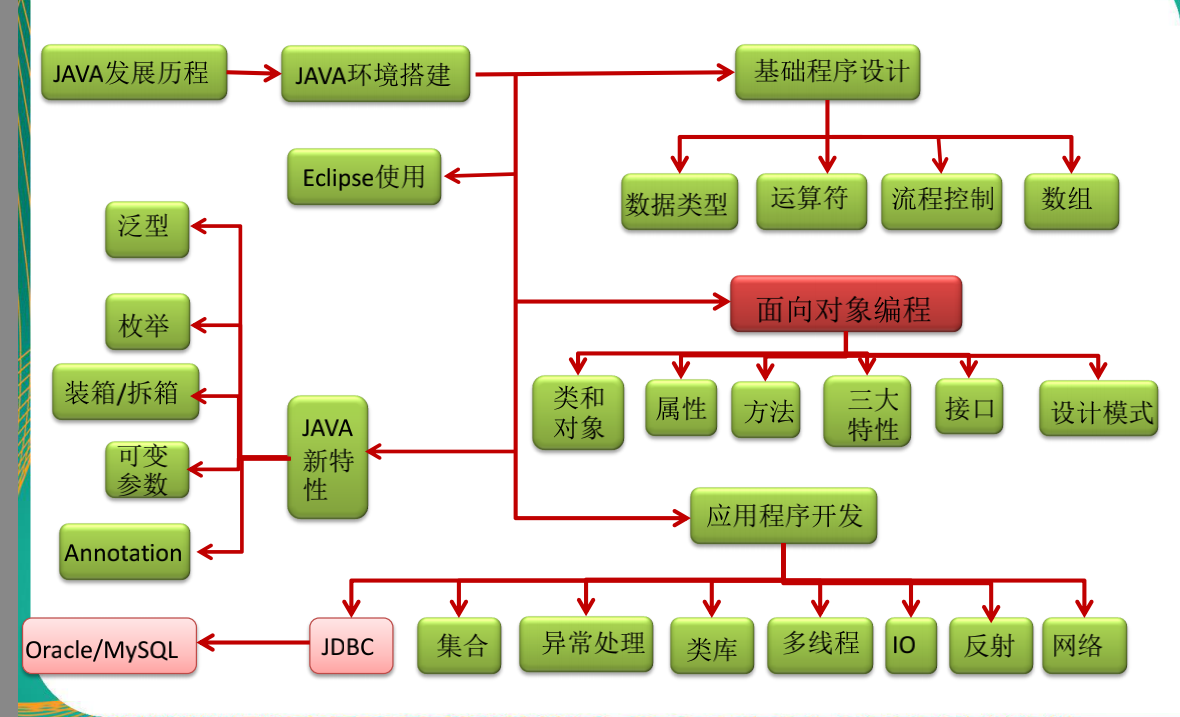 JAVA发展历程
JAVA环境搭建
基础程序设计
Eclipse使用
数据类型
运算符
流程控制
数组
泛型
枚举
装箱/拆箱
可变
参数
Annotation
JAVA
新特
性
面向对象编程
类和
对象
属性
方法
三大
特性
接口
设计模式
应用程序开发
Oracle/MySQL
JDBC
集合
异常处理
类库
多线程
IO
反射
网络